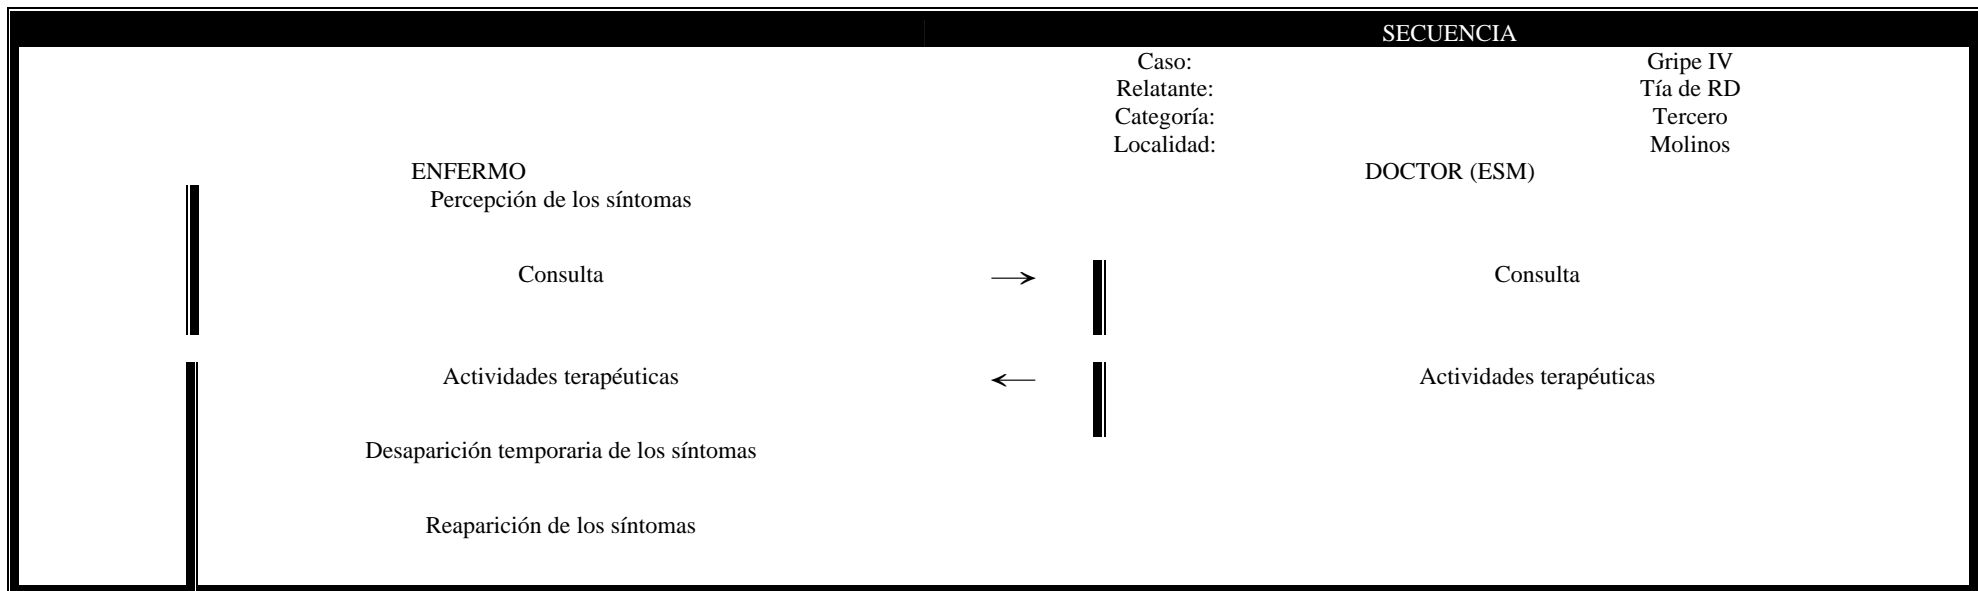 SECUENCIA
Caso: Gripe IV
Relatante: Tía de RD
Categoría: Tercero
Localidad: Molinos
ENFERMO DOCTOR (ESM)
Percepción de los síntomas
Consulta → Consulta
Actividades terapéuticas ← Actividades terapéuticas
Desaparición temporaria de los síntomas
Reaparición de los síntomas